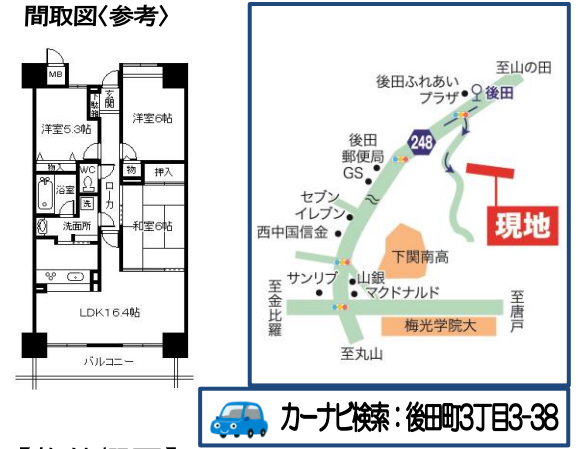 間取図〈参考〉
MB
下駄箱
玄関
洋室5.3帖
洋室6帖
物入
WC
物
押入
浴室
洗
洗面所
ロ一カ
和室6帖
LDK16.4帖
バルコニー
至山の田
後田ふれあい
プラザ
後田
248
後田
郵便局
GS
セブン
イレブン
西中国信金
現地
下関南高
サンリブ
山銀
マクドナルド
至金比羅
至唐戸
梅光学院大
至丸山
カーナビ検索：後田町3丁目3-38